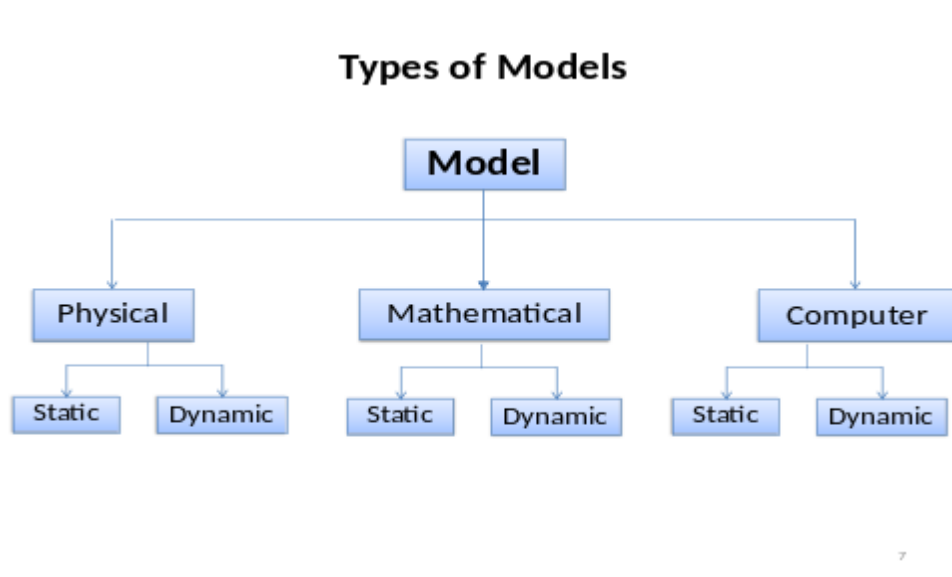 Types of Models
Model
Physical
Mathematical
Computer
Static
Dynamic
Static
Dynamic
Static
Dynamic
7